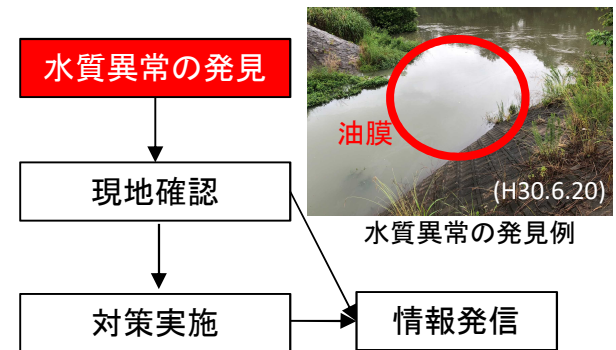 水質異常の発見
油膜
(H30.6.20)
水質異常の発見例
現地確認
対策実施
情報発信